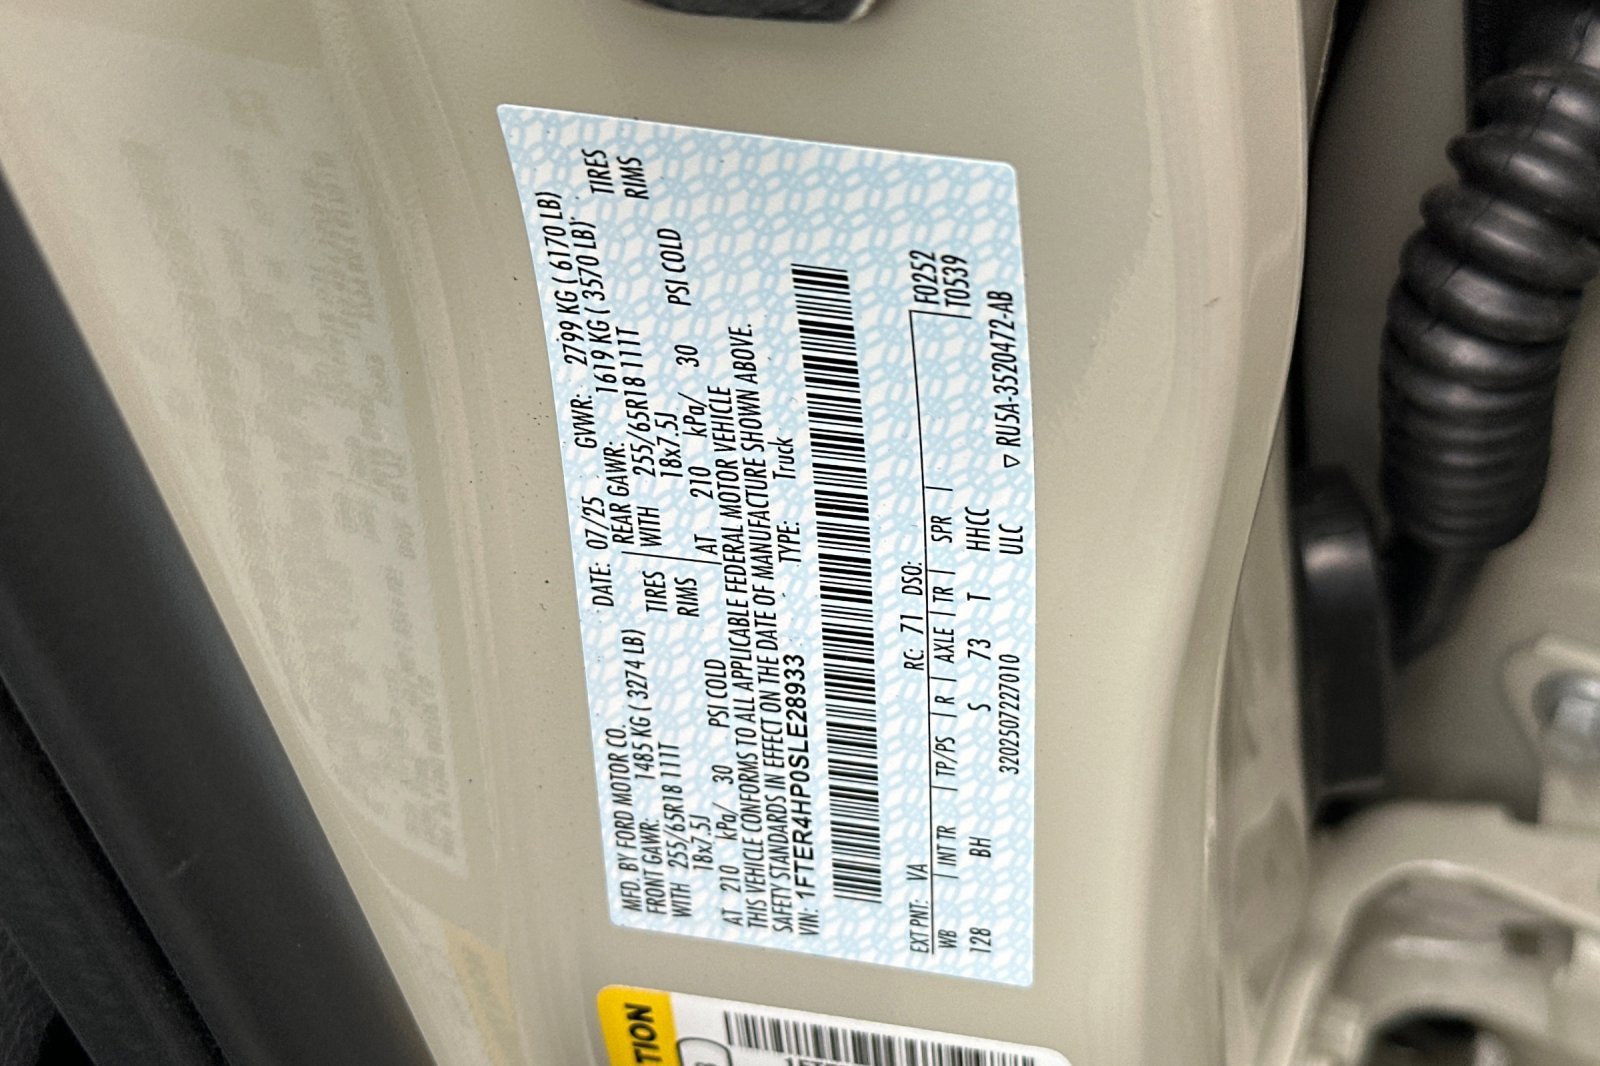 MFD. BY FORD MOTOR CO.
DATE: 07/25 GVWR: 2799 KG ( 6170 LB)
FRONT GAWR: 1485 KG ( 3274 LB) REAR GAWR: 1619 KG ( 3570 LB)
WITH 255/65R18 111T TIRES WITH 255/65R18 111T TIRES
18x7.5J RIMS 18x7.5J RIMS
AT 210 kPa/ 30 PSI COLD AT 210 kPa/ 30 PSI COLD
THIS VEHICLE CONFORMS TO ALL APPLICABLE FEDERAL MOTOR VEHICLE
SAFETY STANDARDS IN EFFECT ON THE DATE OF MANUFACTURE SHOWN ABOVE.
VIN: 1FTER4HP0SLE28933 TYPE: Truck
EXT PNT: VA RC: 71 DSO: F0252
WB INT TR TP/PS R AXLE TR SPR T0539
128 BH S 73 T HHCC
320250722701O ULC ▽ RU5A-3520472-AB
TION